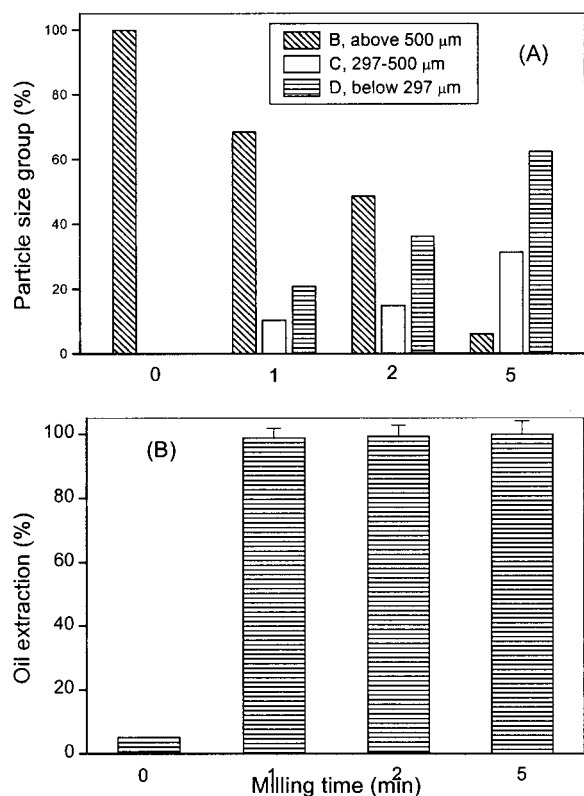 100
80
60
40
20
0
Particle size group (%)
B, above 500 μm
C, 297-500 μm
D, below 297 μm
(A)
0 1 2 5
100
80
60
40
20
0
Oil extraction (%)
(B)
0 1 2 5
Milling time (min)